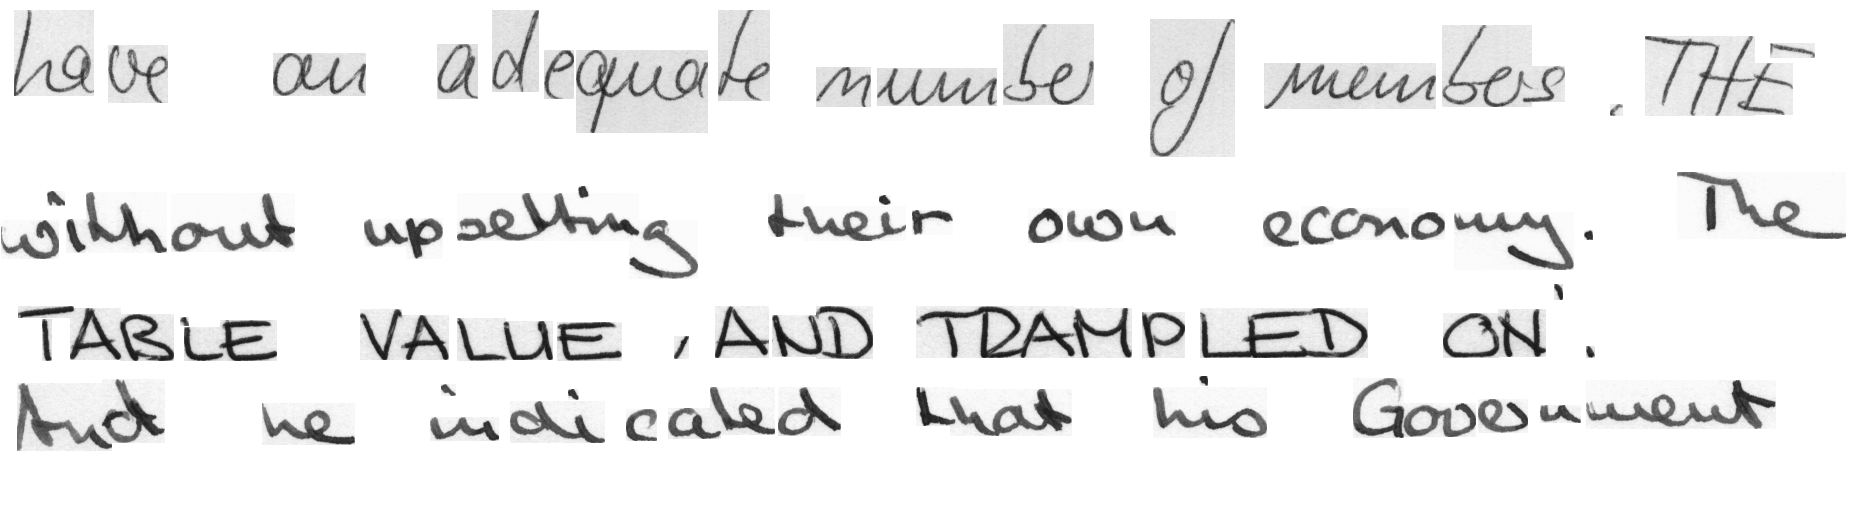 have an adequate number of members . THE
without upsetting their own economy. The
TABLE VALUE , AND TRAMPLED ON' .
And he indicated that his Government